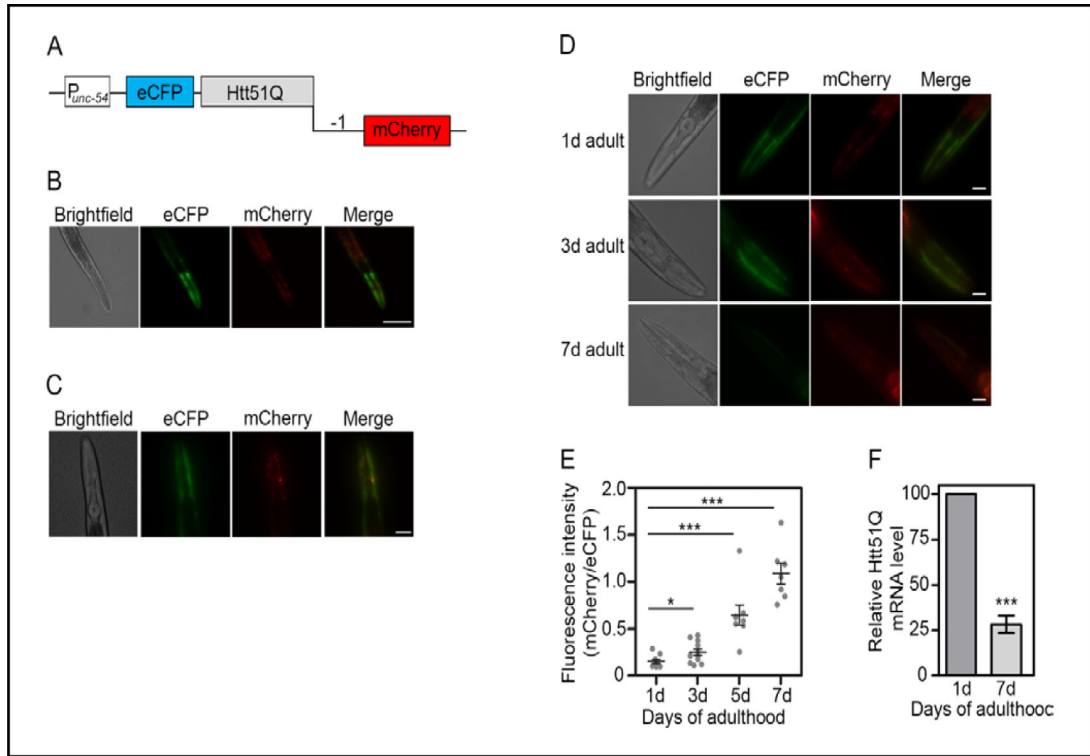 A
Punc-54 eCFP Htt51Q
-1 mCherry
B
Brightfield eCFP mCherry Merge
C
Brightfield eCFP mCherry Merge
D
Brightfield eCFP mCherry Merge
1d adult
3d adult
7d adult
E
Fluorescence intensity
(mCherry/eCFP)
2.0
1.5
1.0
0.5
0
***
***
*
1d 3d 5d 7d
Days of adulthood
F
Relative Htt51Q
mRNA level
100
75
50
25
0
***
1d 7d
Days of adulthooc